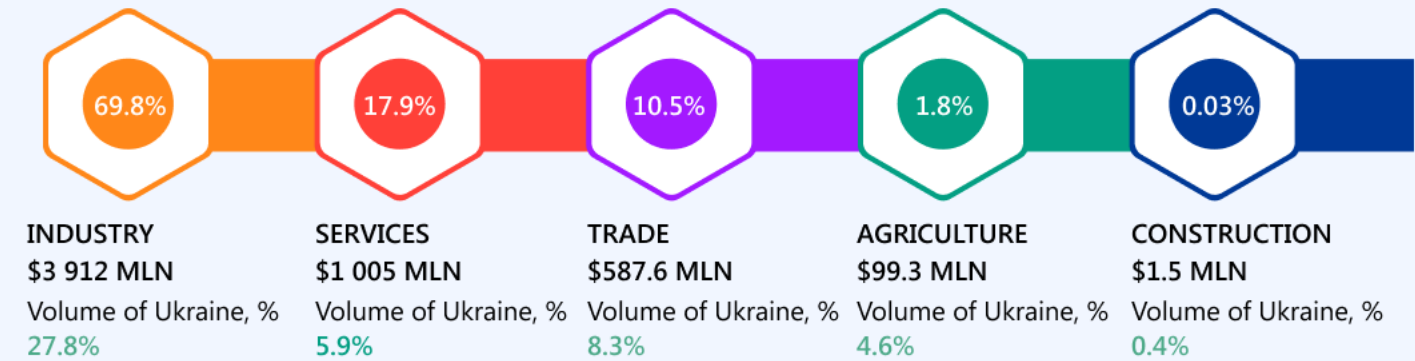 69.8% 17.9% 10.5% 1.8% 0.03%
INDUSTRY SERVICES TRADE AGRICULTURE CONSTRUCTION
$3 912 MLN $1 005 MLN $587.6 MLN $99.3 MLN $1.5 MLN
Volume of Ukraine, % Volume of Ukraine, % Volume of Ukraine, % Volume of Ukraine, % Volume of Ukraine, %
27.8% 5.9% 8.3% 4.6% 0.4%